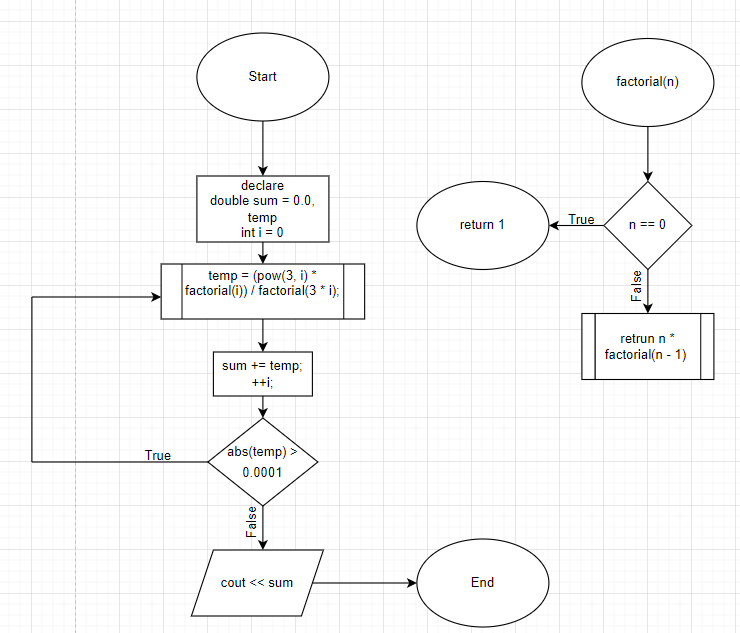 Start
declare
double sum = 0.0,
temp
int i = 0
temp = (pow(3, i) *
factorial(i)) / factorial(3 * i);
sum += temp;
++i;
abs(temp) >
0.0001
True
False
cout << sum
End
factorial(n)
n == 0
True
return 1
False
retrun n *
factorial(n - 1)